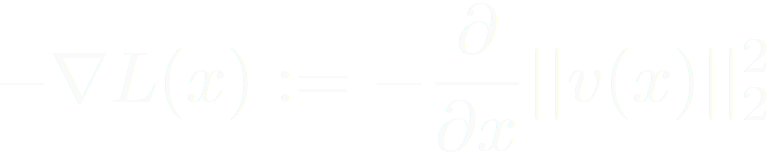 −∇L(x) := −∂/∂x ||v(x)||₂²